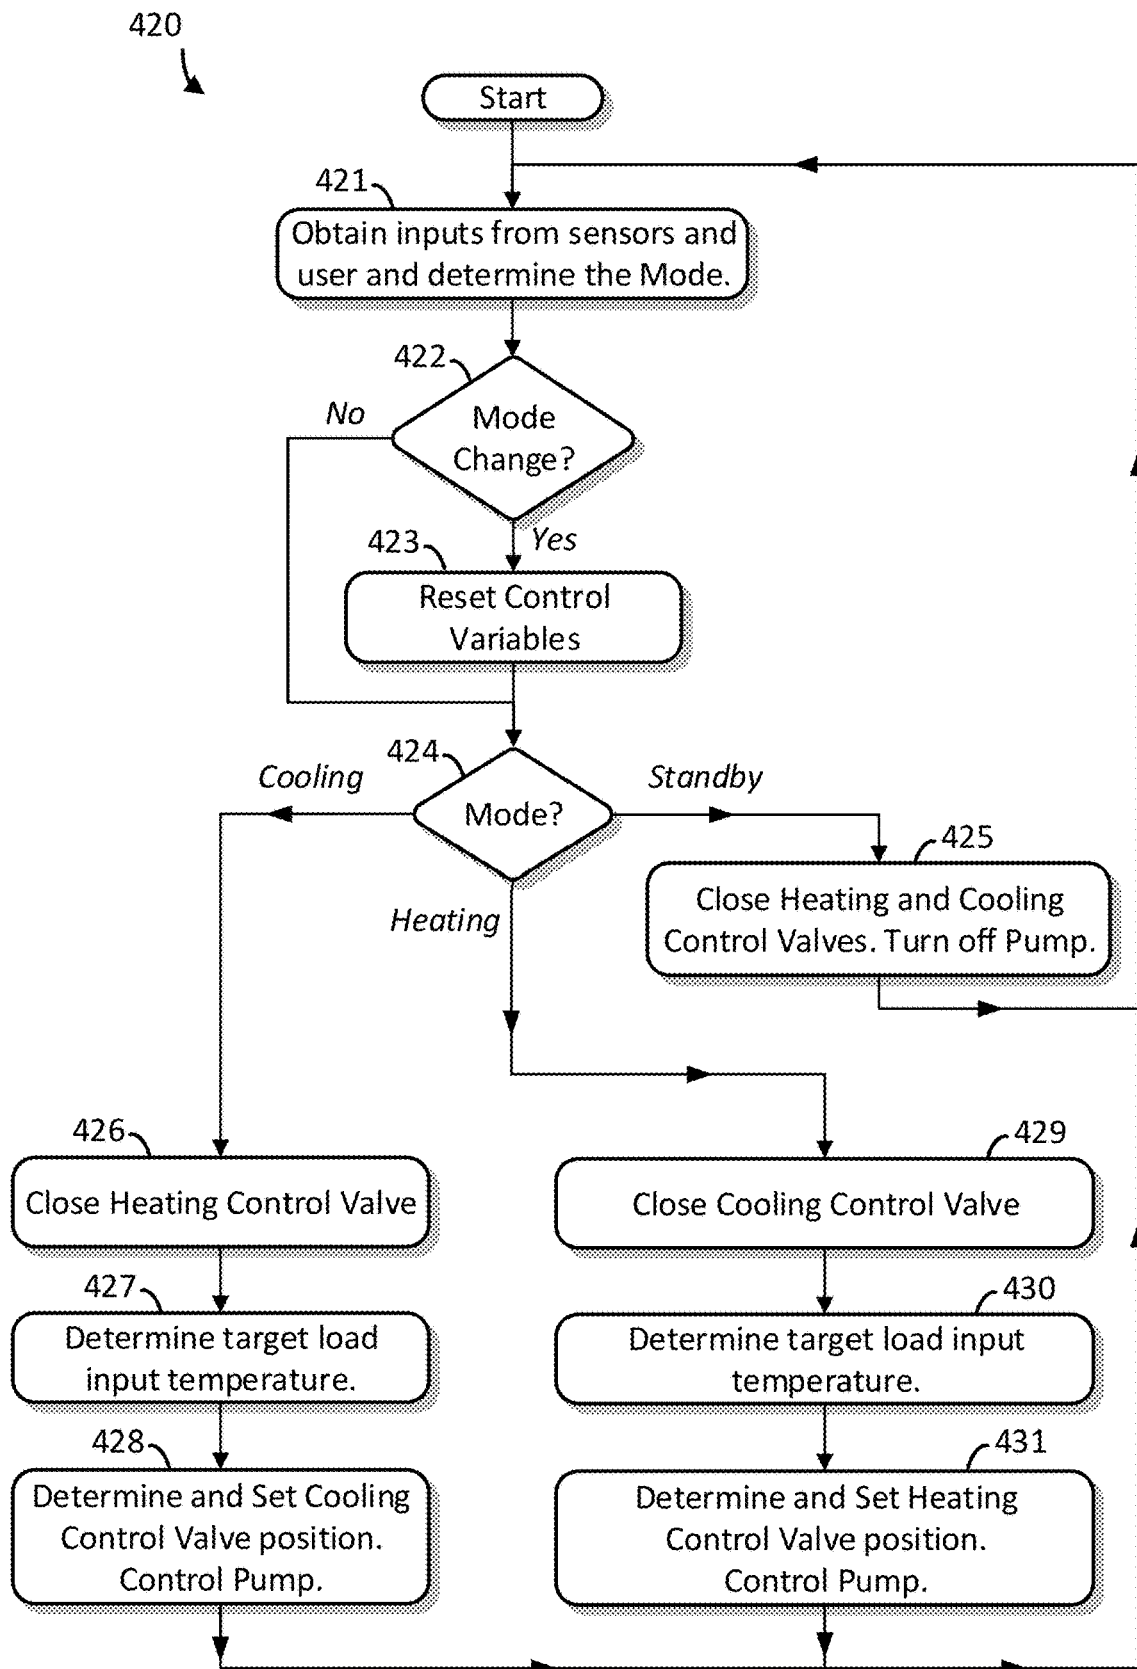 420
Start
421
Obtain inputs from sensors and
user and determine the Mode.
422
No
Mode
Change?
Yes
423
Reset Control
Variables
424
Cooling
Mode?
Standby
425
Close Heating and Cooling
Control Valves. Turn off Pump.
Heating
426
Close Heating Control Valve
429
Close Cooling Control Valve
427
Determine target load
input temperature.
430
Determine target load input
temperature.
428
Determine and Set Cooling
Control Valve position.
Control Pump.
431
Determine and Set Heating
Control Valve position.
Control Pump.